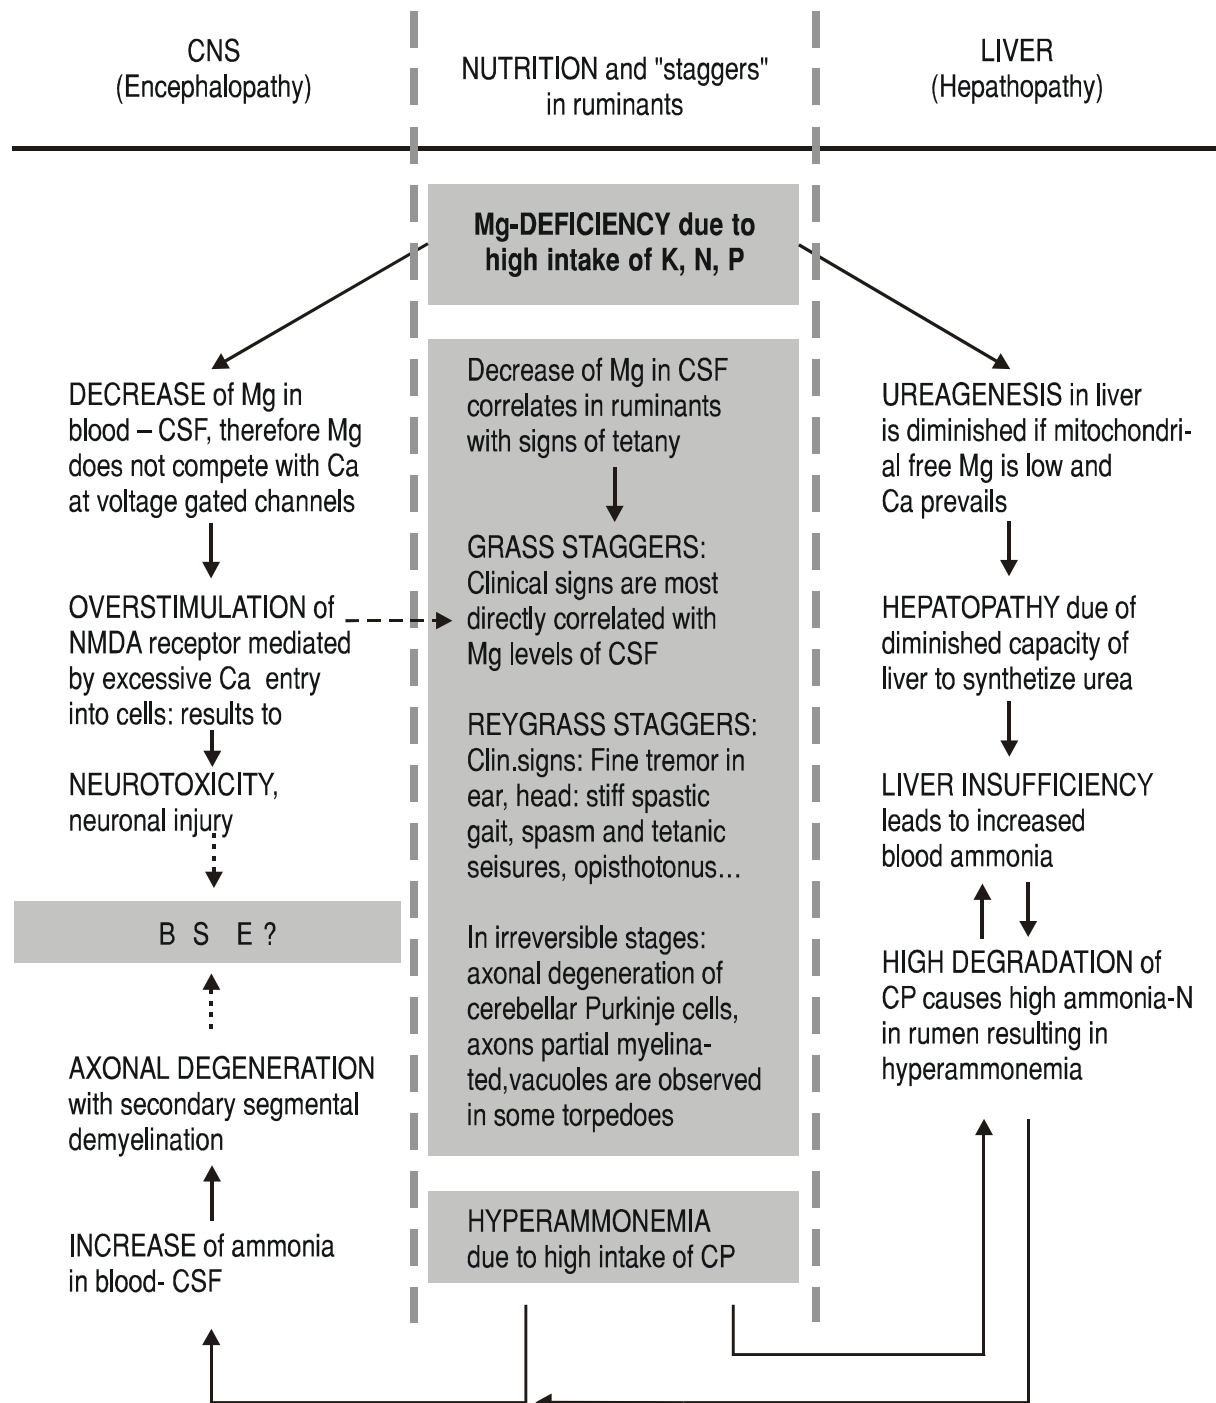 CNS
(Encephalopathy)
NUTRITION and "staggers"
in ruminants
LIVER
(Hepathopathy)
Mg-DEFICIENCY due to
high intake of K, N, P
DECREASE of Mg in
blood – CSF, therefore Mg
does not compete with Ca
at voltage gated channels
OVERSTIMULATION of
NMDA receptor mediated
by excessive Ca entry
into cells: results to
NEUROTOXICITY,
neuronal injury
B S E ?
AXONAL DEGENERATION
with secondary segmental
demyelination
INCREASE of ammonia
in blood- CSF
Decrease of Mg in CSF
correlates in ruminants
with signs of tetany
GRASS STAGGERS:
Clinical signs are most
directly correlated with
Mg levels of CSF
REYGRASS STAGGERS:
Clin.signs: Fine tremor in
ear, head: stiff spastic
gait, spasm and tetanic
seisures, opisthotonus...
In irreversible stages:
axonal degeneration of
cerebellar Purkinje cells,
axons partial myelina-
ted,vacuoles are observed
in some torpedoes
HYPERAMMONEMIA
due to high intake of CP
UREAGENESIS in liver
is diminished if mitochondri-
al free Mg is low and
Ca prevails
HEPATOPATHY due of
diminished capacity of
liver to synthetize urea
LIVER INSUFFICIENCY
leads to increased
blood ammonia
HIGH DEGRADATION of
CP causes high ammonia-N
in rumen resulting in
hyperammonemia